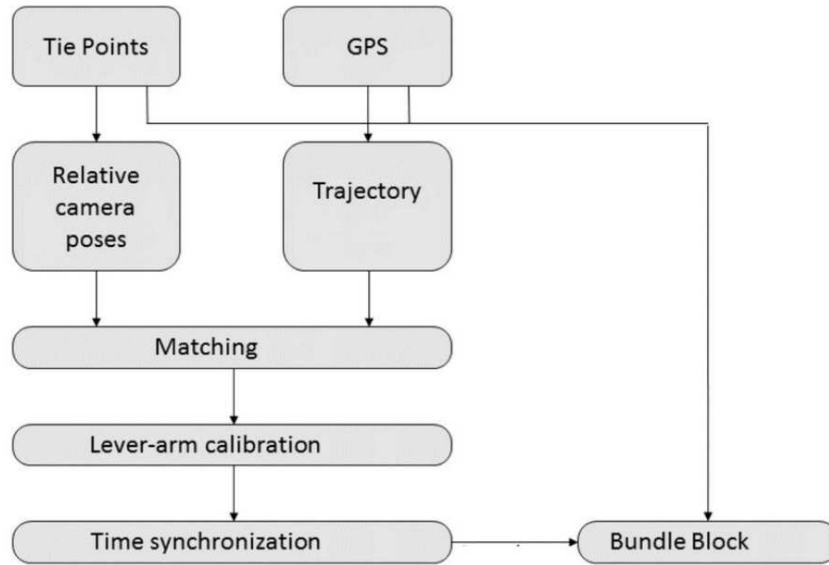 Tie Points
GPS
Relative
camera
poses
Trajectory
Matching
Lever-arm calibration
Time synchronization
Bundle Block